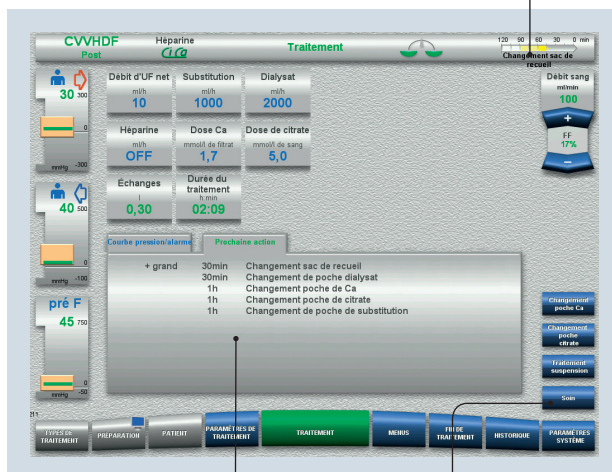 CVVHDF
Post
Héparine
CiCa
Traitement
120 90 60 30 0 min
Changement sac de
recueil
30
300
0
mmHg -300
40
500
0
mmHg -100
pré F
45
750
0
mmHg -50
Débit d'UF net
ml/h
10
Substitution
ml/h
1000
Dialysat
ml/h
2000
Héparine
ml/h
OFF
Dose Ca
mmol/l de filtrat
1,7
Dose de citrate
mmol/l de sang
5,0
Échanges
l
0,30
Durée du
traitement
h:min
02:09
Débit sang
ml/min
100
+
FF
17%
−
Courbe pression/alarme
Prochaine action
+ grand 30min Changement sac de recueil
30min Changement de poche dialysat
1h Changement poche de Ca
1h Changement poche de citrate
1h Changement de poche de substitution
Changement
poche Ca
Changement
poche
citrate
Traitement
suspension
Soin
TYPES DE
TRAITEMENT
PRÉPARATION
PATIENT
PARAMÈTRES DE
TRAITEMENT
TRAITEMENT
MENUS
FIN DE
TRAITEMENT
HISTORIQUE
PARAMÈTRES
SYSTÈME